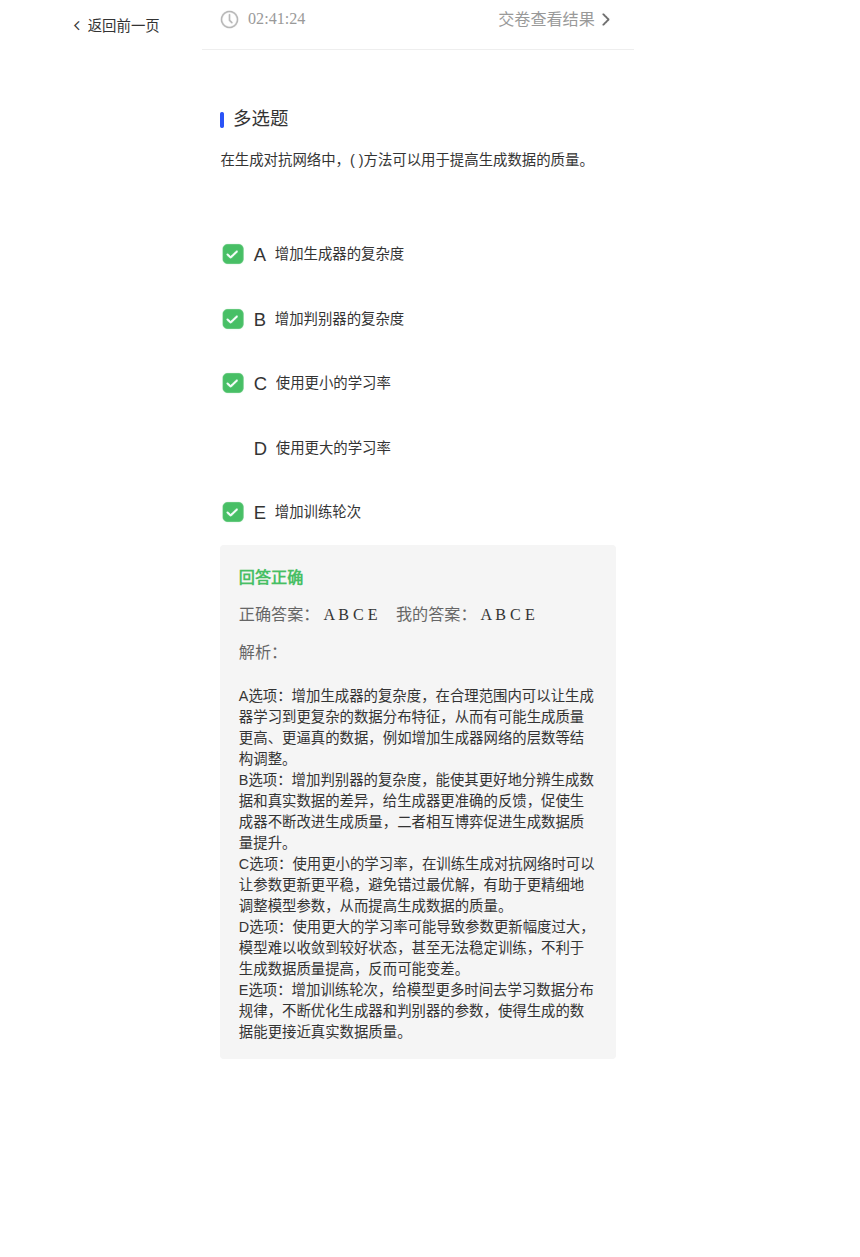 返回前一页
02:41:24
交卷查看结果
多选题
在生成对抗网络中，( )方法可以用于提高生成数据的质量。
A 增加生成器的复杂度
B 增加判别器的复杂度
C 使用更小的学习率
D 使用更大的学习率
E 增加训练轮次
回答正确
正确答案： A B C E 我的答案： A B C E
解析：
A选项：增加生成器的复杂度，在合理范围内可以让生成
器学习到更复杂的数据分布特征，从而有可能生成质量
更高、更逼真的数据，例如增加生成器网络的层数等结
构调整。
B选项：增加判别器的复杂度，能使其更好地分辨生成数
据和真实数据的差异，给生成器更准确的反馈，促使生
成器不断改进生成质量，二者相互博弈促进生成数据质
量提升。
C选项：使用更小的学习率，在训练生成对抗网络时可以
让参数更新更平稳，避免错过最优解，有助于更精细地
调整模型参数，从而提高生成数据的质量。
D选项：使用更大的学习率可能导致参数更新幅度过大，
模型难以收敛到较好状态，甚至无法稳定训练，不利于
生成数据质量提高，反而可能变差。
E选项：增加训练轮次，给模型更多时间去学习数据分布
规律，不断优化生成器和判别器的参数，使得生成的数
据能更接近真实数据质量。